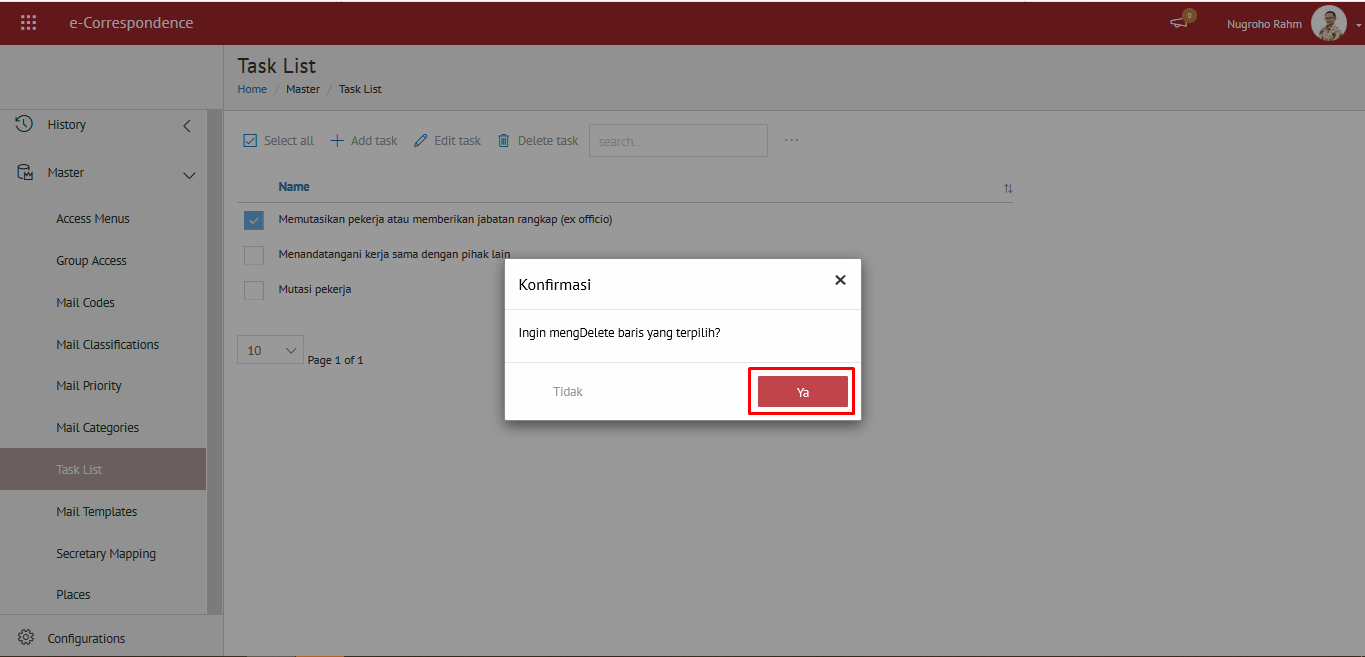 e-Correspondence
0
Nugroho Rahm
Task List
Home / Master / Task List
History
Master
Access Menus
Group Access
Mail Codes
Mail Classifications
Mail Priority
Mail Categories
Task List
Mail Templates
Secretary Mapping
Places
Configurations
Select all
Add task
Edit task
Delete task
search..
...
Name
Memutasikan pekerja atau memberikan jabatan rangkap (ex officio)
Menandatangani kerja sama dengan pihak lain
Mutasi pekerja
10
Page 1 of 1
Konfirmasi
Ingin mengDelete baris yang terpilih?
Tidak
Ya